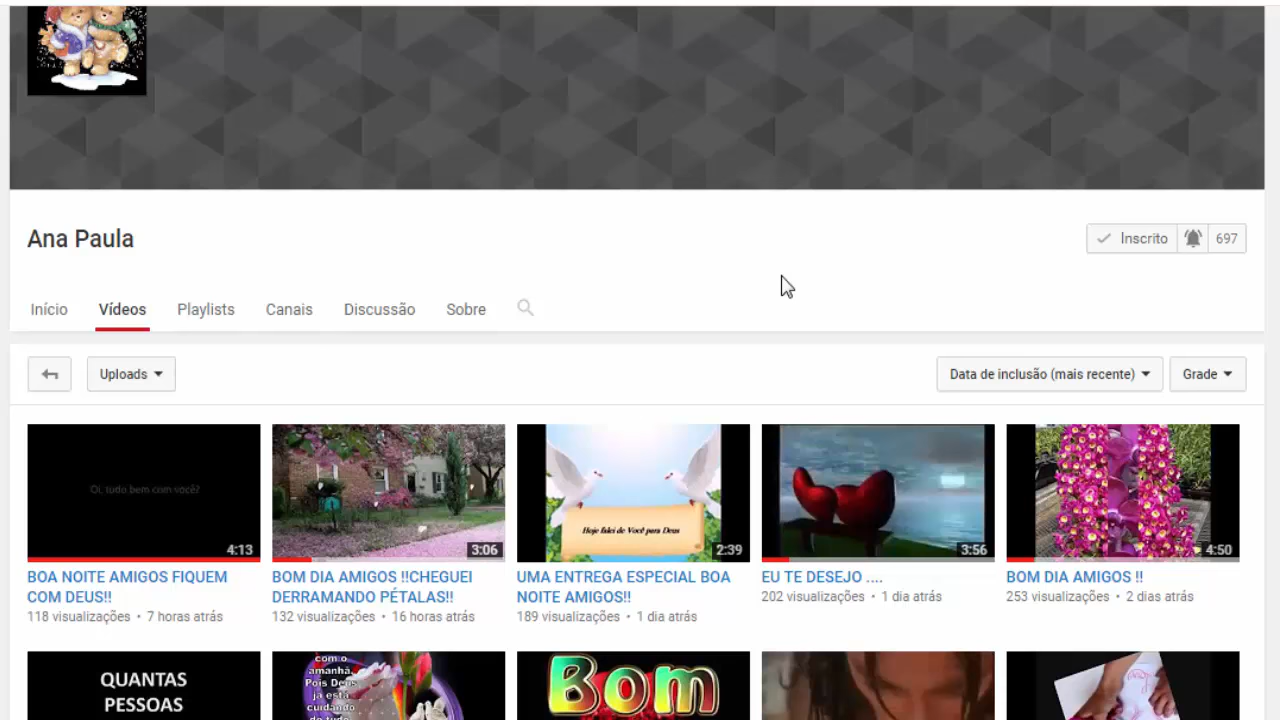 Ana Paula
Inscrito 697
Início Vídeos Playlists Canais Discussão Sobre
Uploads Data de inclusão (mais recente) Grade
Oi, tudo bem com você?
Hoje falei de Você para Deus
4:13 3:06 2:39 3:56 4:50
BOA NOITE AMIGOS FIQUEM
COM DEUS!!
118 visualizações • 7 horas atrás
BOM DIA AMIGOS !!CHEGUEI
DERRAMANDO PÉTALAS!!
132 visualizações • 16 horas atrás
UMA ENTREGA ESPECIAL BOA
NOITE AMIGOS!!
189 visualizações • 1 dia atrás
EU TE DESEJO ....
202 visualizações • 1 dia atrás
BOM DIA AMIGOS !!
253 visualizações • 2 dias atrás
QUANTAS
PESSOAS
com o
amanhã.
Pois Deus
já está
cuidando
de tudo
Bom